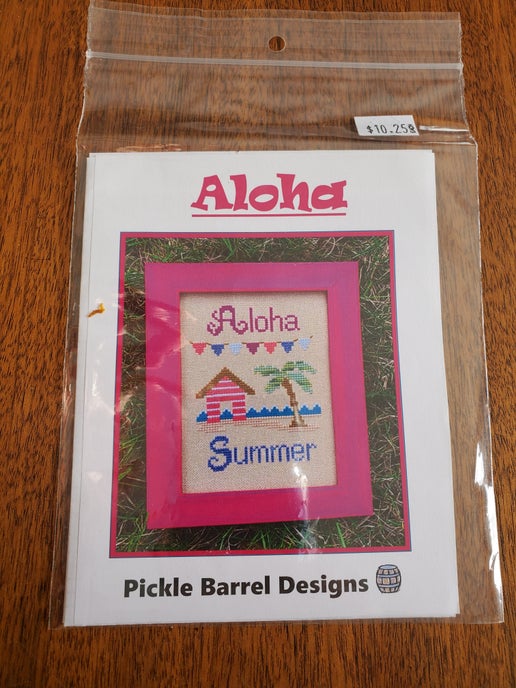 $10.25
Aloha
Aloha
Summer
Pickle Barrel Designs